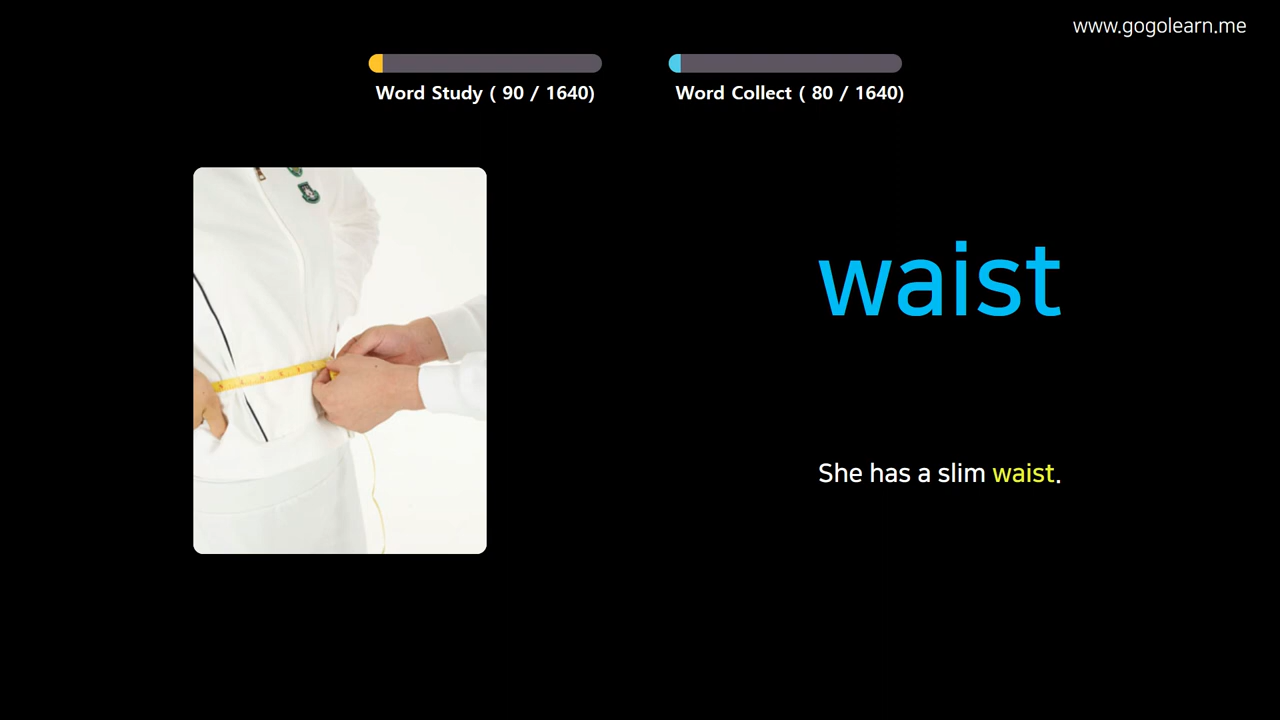 www.gogolearn.me
Word Study ( 90 / 1640)
Word Collect ( 80 / 1640)
waist
She has a slim waist.